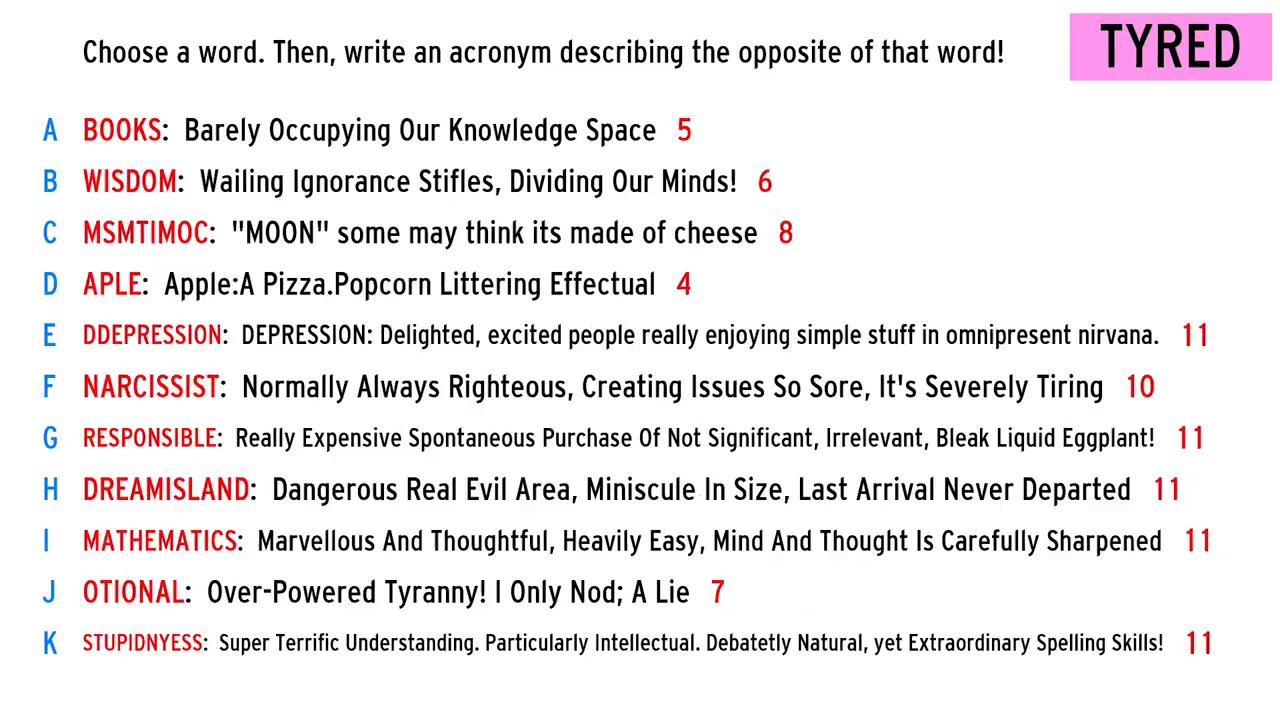 Choose a word. Then, write an acronym describing the opposite of that word!
TYRED
A BOOKS: Barely Occupying Our Knowledge Space 5
B WISDOM: Wailing Ignorance Stifles, Dividing Our Minds! 6
C MSMTIMOC: "MOON" some may think its made of cheese 8
D APLE: Apple:A Pizza.Popcorn Littering Effectual 4
E DDEPRESSION: DEPRESSION: Delighted, excited people really enjoying simple stuff in omnipresent nirvana. 11
F NARCISSIST: Normally Always Righteous, Creating Issues So Sore, It's Severely Tiring 10
G RESPONSIBLE: Really Expensive Spontaneous Purchase Of Not Significant, Irrelevant, Bleak Liquid Eggplant! 11
H DREAMISLAND: Dangerous Real Evil Area, Miniscule In Size, Last Arrival Never Departed 11
I MATHEMATICS: Marvellous And Thoughtful, Heavily Easy, Mind And Thought Is Carefully Sharpened 11
J OTIONAL: Over-Powered Tyranny! I Only Nod; A Lie 7
K STUPIDNYESS: Super Terrific Understanding. Particularly Intellectual. Debatetly Natural, yet Extraordinary Spelling Skills! 11